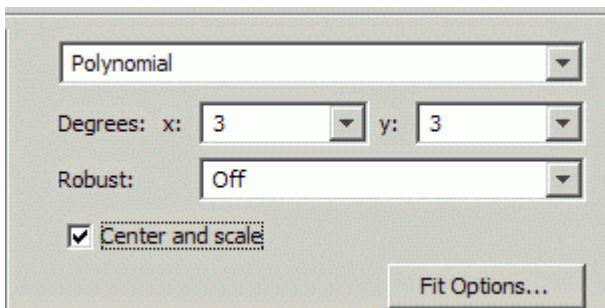 Polynomial
Degrees: x: 3 y: 3
Robust: Off
Center and scale
Fit Options...